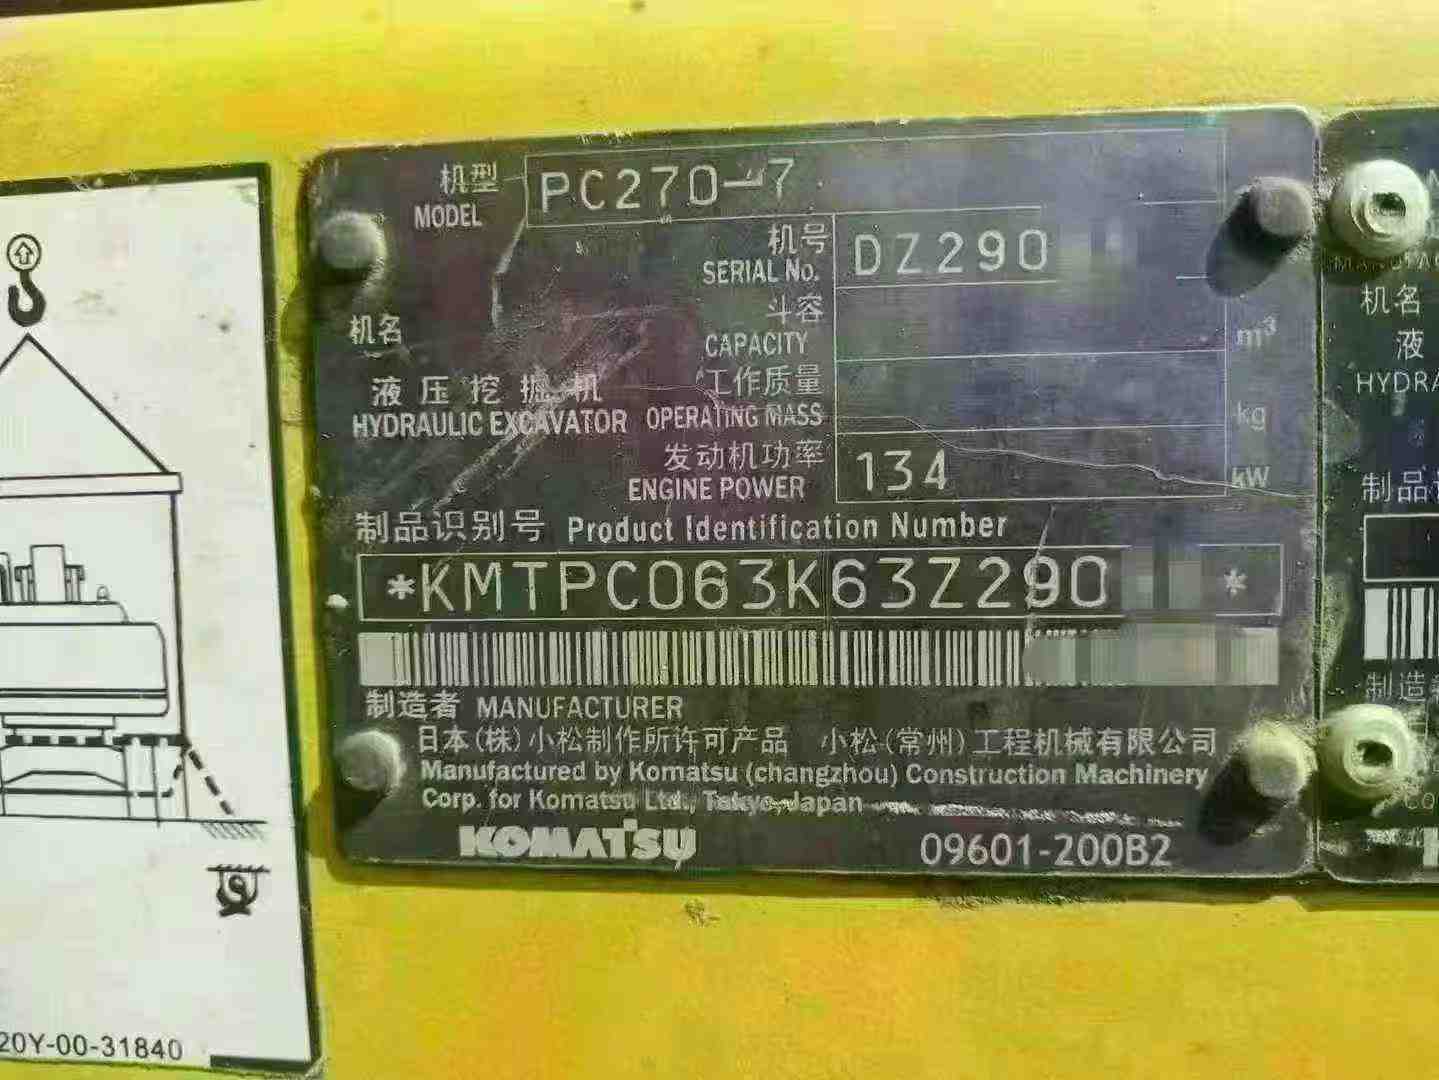 机型
MODEL
PC270-7
机号
SERIAL No.
DZ290
斗容
CAPACITY
m³
机名
液压挖掘机
HYDRAULIC EXCAVATOR
工作质量
OPERATING MASS
kg
发动机功率
ENGINE POWER
134
kW
制品识别号 Product Identification Number
*KMTPC063K63Z290 *
制造者 MANUFACTURER
日本(株)小松制作所许可产品 小松(常州)工程机械有限公司
Manufactured by Komatsu (changzhou) Construction Machinery
Corp. for Komatsu Ltd., Tokyo, Japan
KOMATSU
09601-200B2
20Y-00-31840
机名
液
HYDRA
制品
制造者